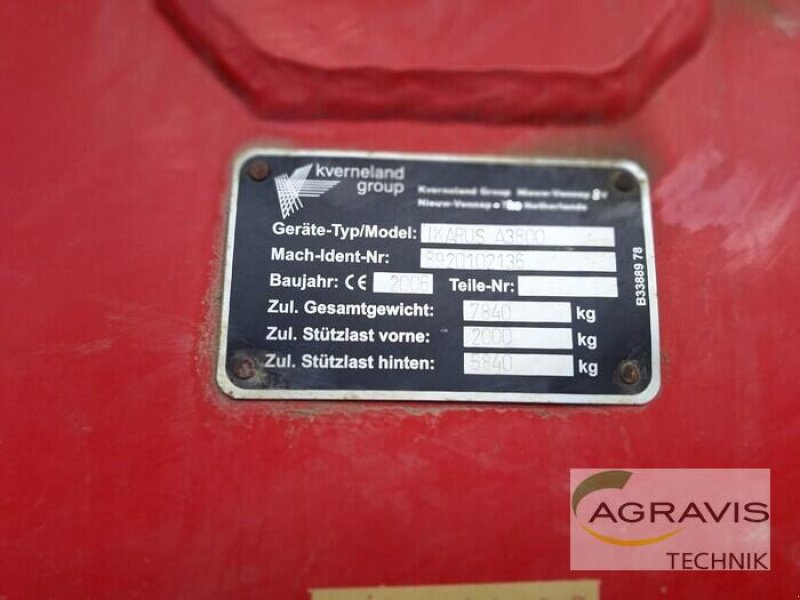 kverneland
group
Kverneland Group Nieuw-Vennep BV
Nieuw-Vennep Netherlands
Geräte-Typ/Model: IKARUS A3800
Mach-Ident-Nr: 8920102136
Baujahr: CE 2006 Teile-Nr:
Zul. Gesamtgewicht: 7840 kg
Zul. Stützlast vorne: 2000 kg
Zul. Stützlast hinten: 5840 kg
B33889 78
AGRAVIS
TECHNIK